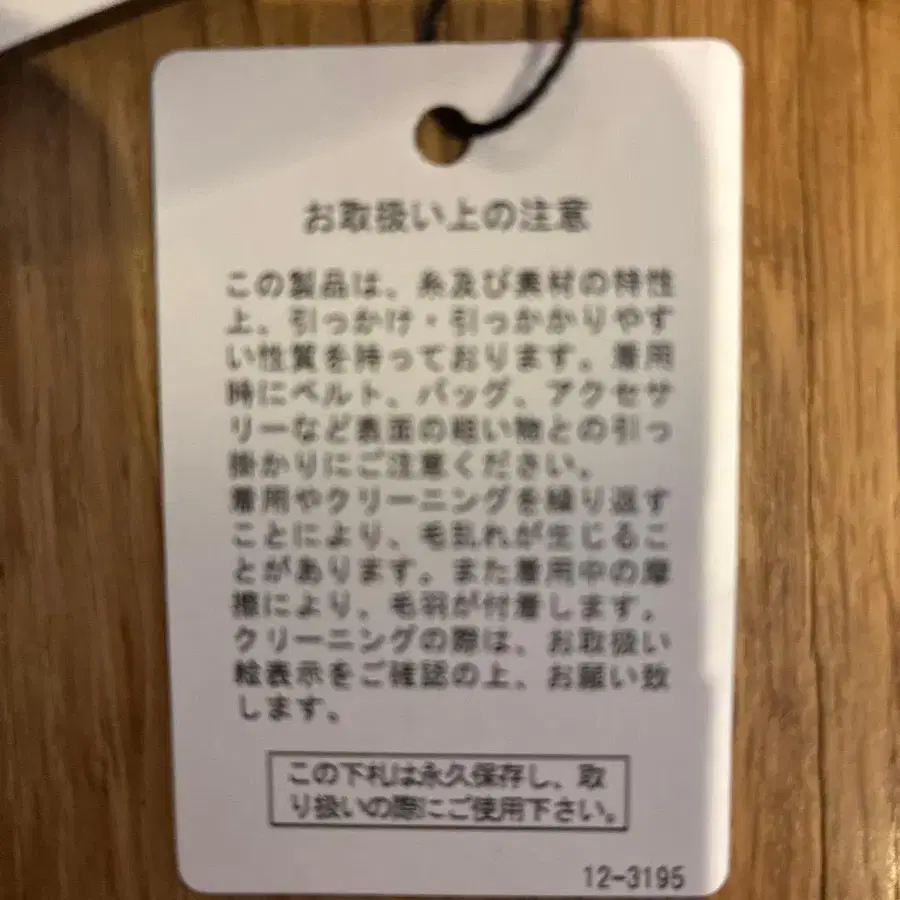 お取扱い上の注意
この製品は、糸及び素材の特性
上、引っかけ・引っかかりやす
い性質を持っております。着用
時にベルト、バッグ、アクセサ
リーなど表面の粗い物との引っ
掛かりにご注意ください。
着用やクリーニングを繰り返す
ことにより、毛乱れが生じるこ
とがあります。また着用中の摩
擦により、毛羽が付着します。
クリーニングの際は、お取扱い
絵表示をご確認の上、お願い致
します。
この下札は永久保存し、取
り扱いの際にご使用下さい。
12-3195